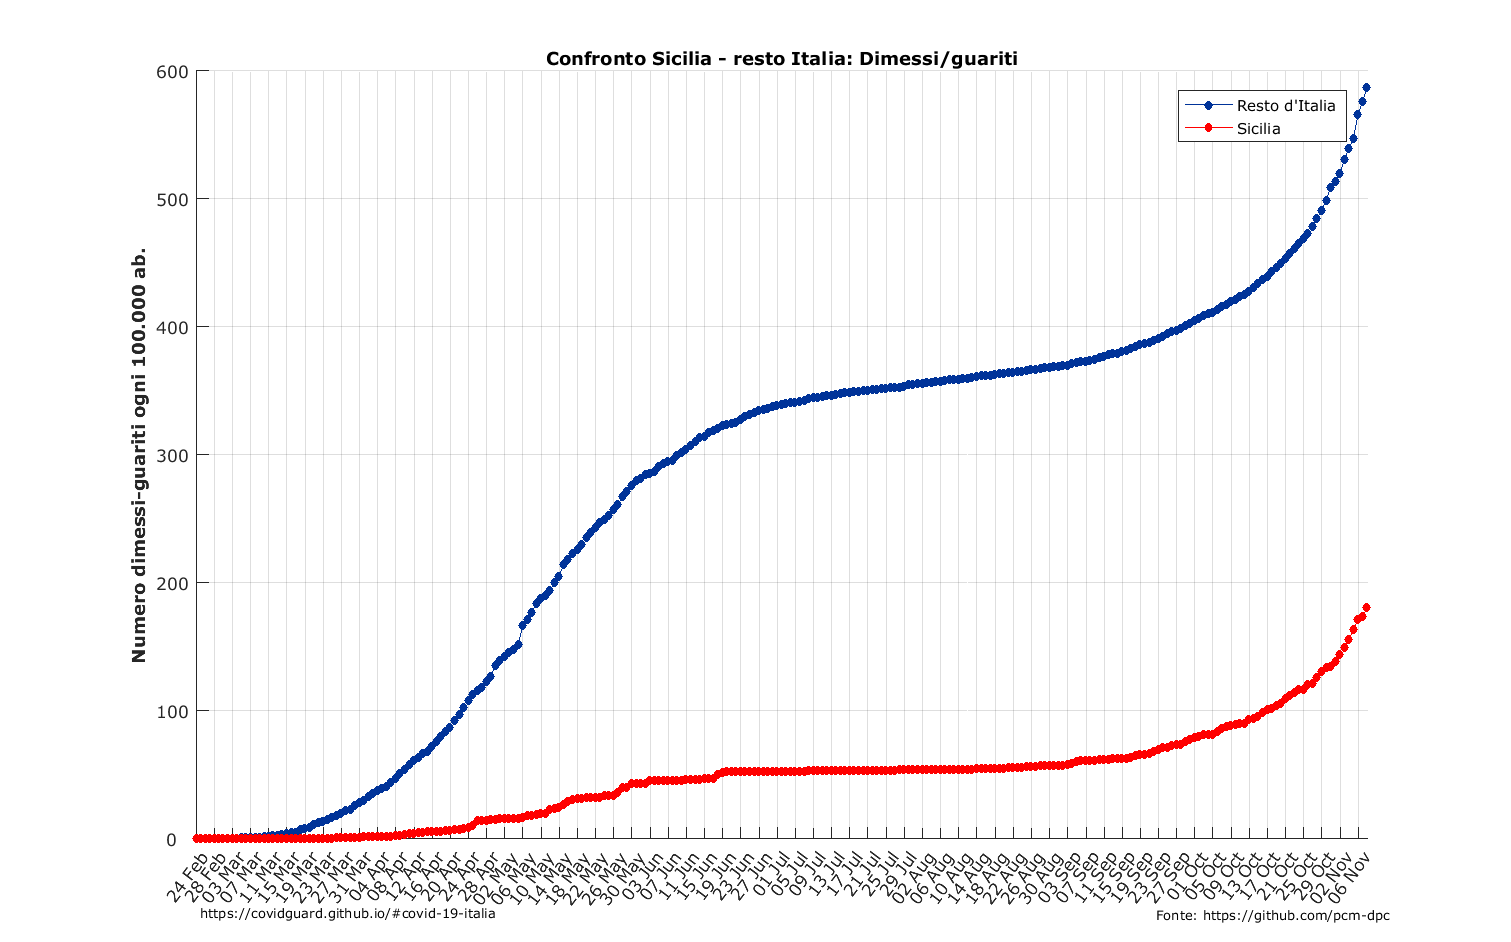 Confronto Sicilia - resto Italia: Dimessi/guariti
Numero dimessi-guariti ogni 100.000 ab.
600
500
400
300
200
100
0
Resto d'Italia
Sicilia
24 Feb
28 Feb
03 Mar
07 Mar
11 Mar
15 Mar
19 Mar
23 Mar
27 Mar
31 Mar
04 Apr
08 Apr
12 Apr
16 Apr
20 Apr
24 Apr
28 Apr
02 May
06 May
10 May
14 May
18 May
22 May
26 May
30 May
03 Jun
07 Jun
11 Jun
15 Jun
19 Jun
23 Jun
27 Jun
01 Jul
05 Jul
09 Jul
13 Jul
17 Jul
21 Jul
25 Jul
29 Jul
02 Aug
06 Aug
10 Aug
14 Aug
18 Aug
22 Aug
26 Aug
30 Aug
03 Sep
07 Sep
11 Sep
15 Sep
19 Sep
23 Sep
27 Sep
01 Oct
05 Oct
09 Oct
13 Oct
17 Oct
21 Oct
25 Oct
29 Oct
02 Nov
06 Nov
https://covidguard.github.io/#covid-19-italia
Fonte: https://github.com/pcm-dpc